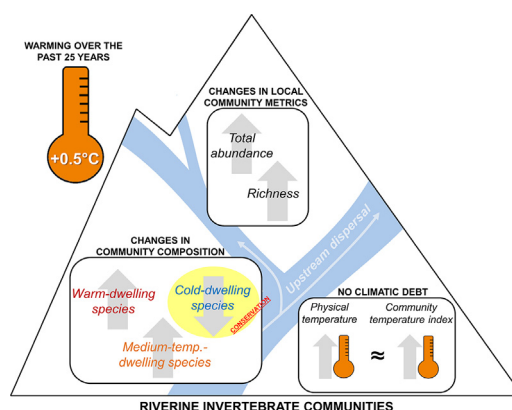 WARMING OVER THE
PAST 25 YEARS
+0.5°C
CHANGES IN LOCAL
COMMUNITY METRICS
Total
abundance
Richness
Upstream dispersal
CHANGES IN
COMMUNITY COMPOSITION
Warm-dwelling
species
Cold-dwelling
species
CONSERVATION
Medium-temp.-
dwelling species
NO CLIMATIC DEBT
Physical
temperature
Community
temperature index
≈
RIVERINE INVERTEBRATE COMMUNITIES